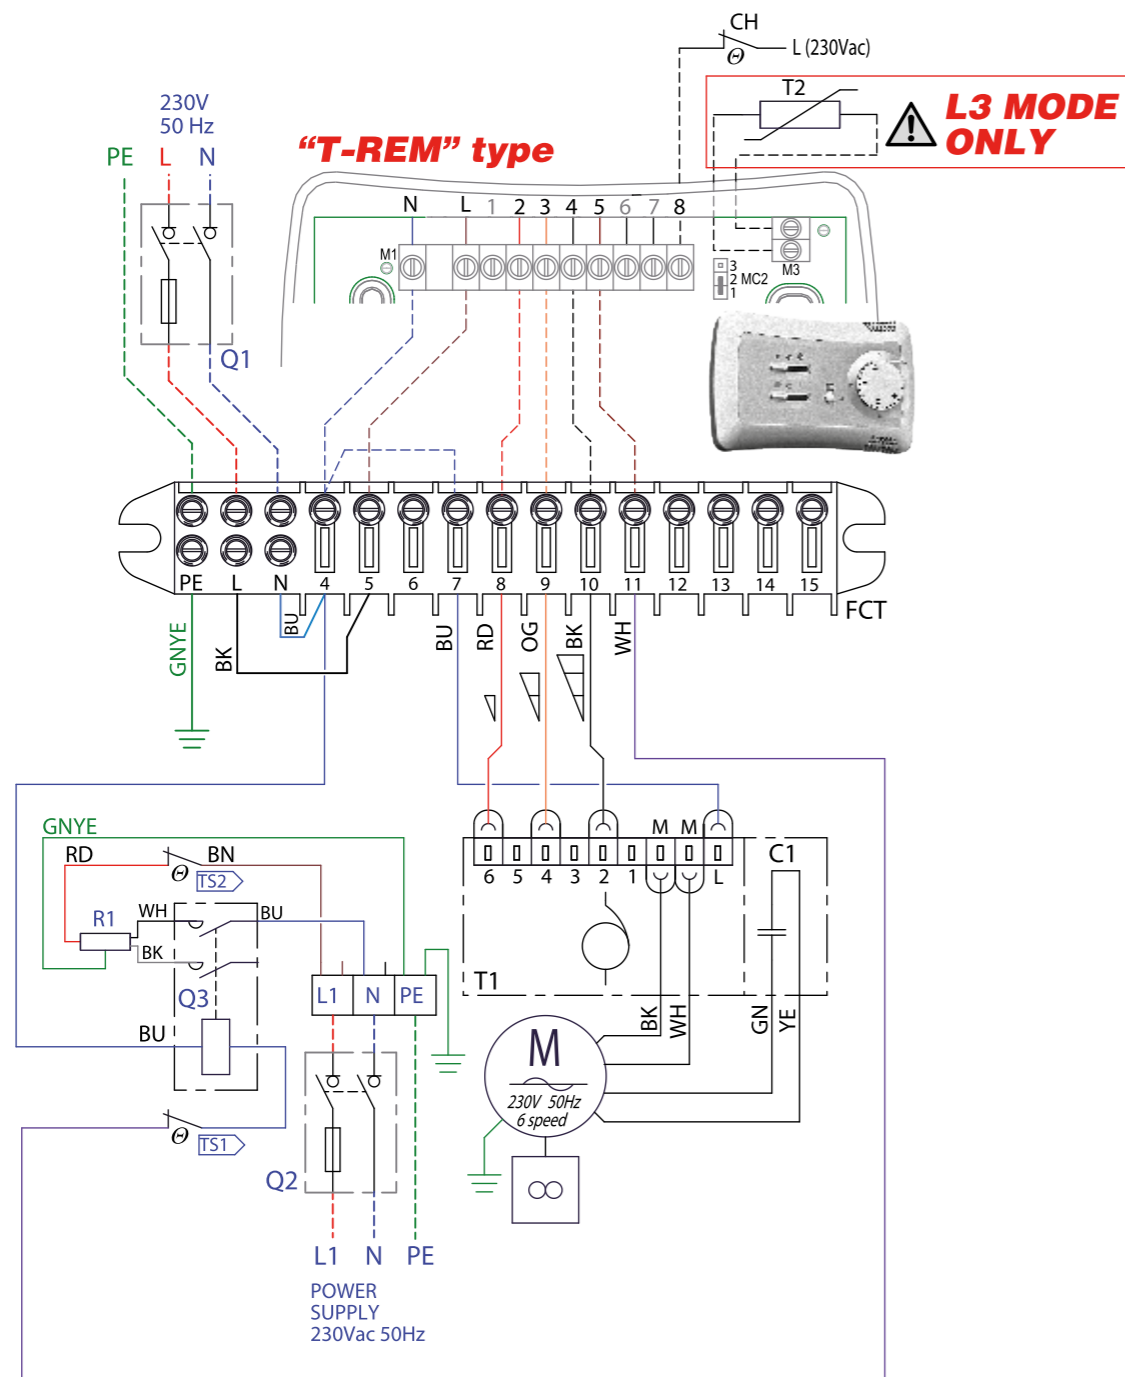 CH
L (230Vac)
T2
L3 MODE
ONLY
230V
50 Hz
PE L N
“T-REM” type
N L 1 2 3 4 5 6 7 8
M1
3
2 MC2
1
M3
Q1
PE L N 4 5 6 7 8 9 10 11 12 13 14 15
FCT
GNYE
BK
BU
BU
RD
OG
BK
WH
GNYE
RD
BN
TS2
Θ
Θ
R1
WH
BU
BK
Q3
BU
L1 N PE
Θ
TS1
Q2
L1 N PE
POWER
SUPPLY
230Vac 50Hz
M M
6 5 4 3 2 1 L
C1
T1
BK
WH
GN
YE
M
230V 50Hz
6 speed